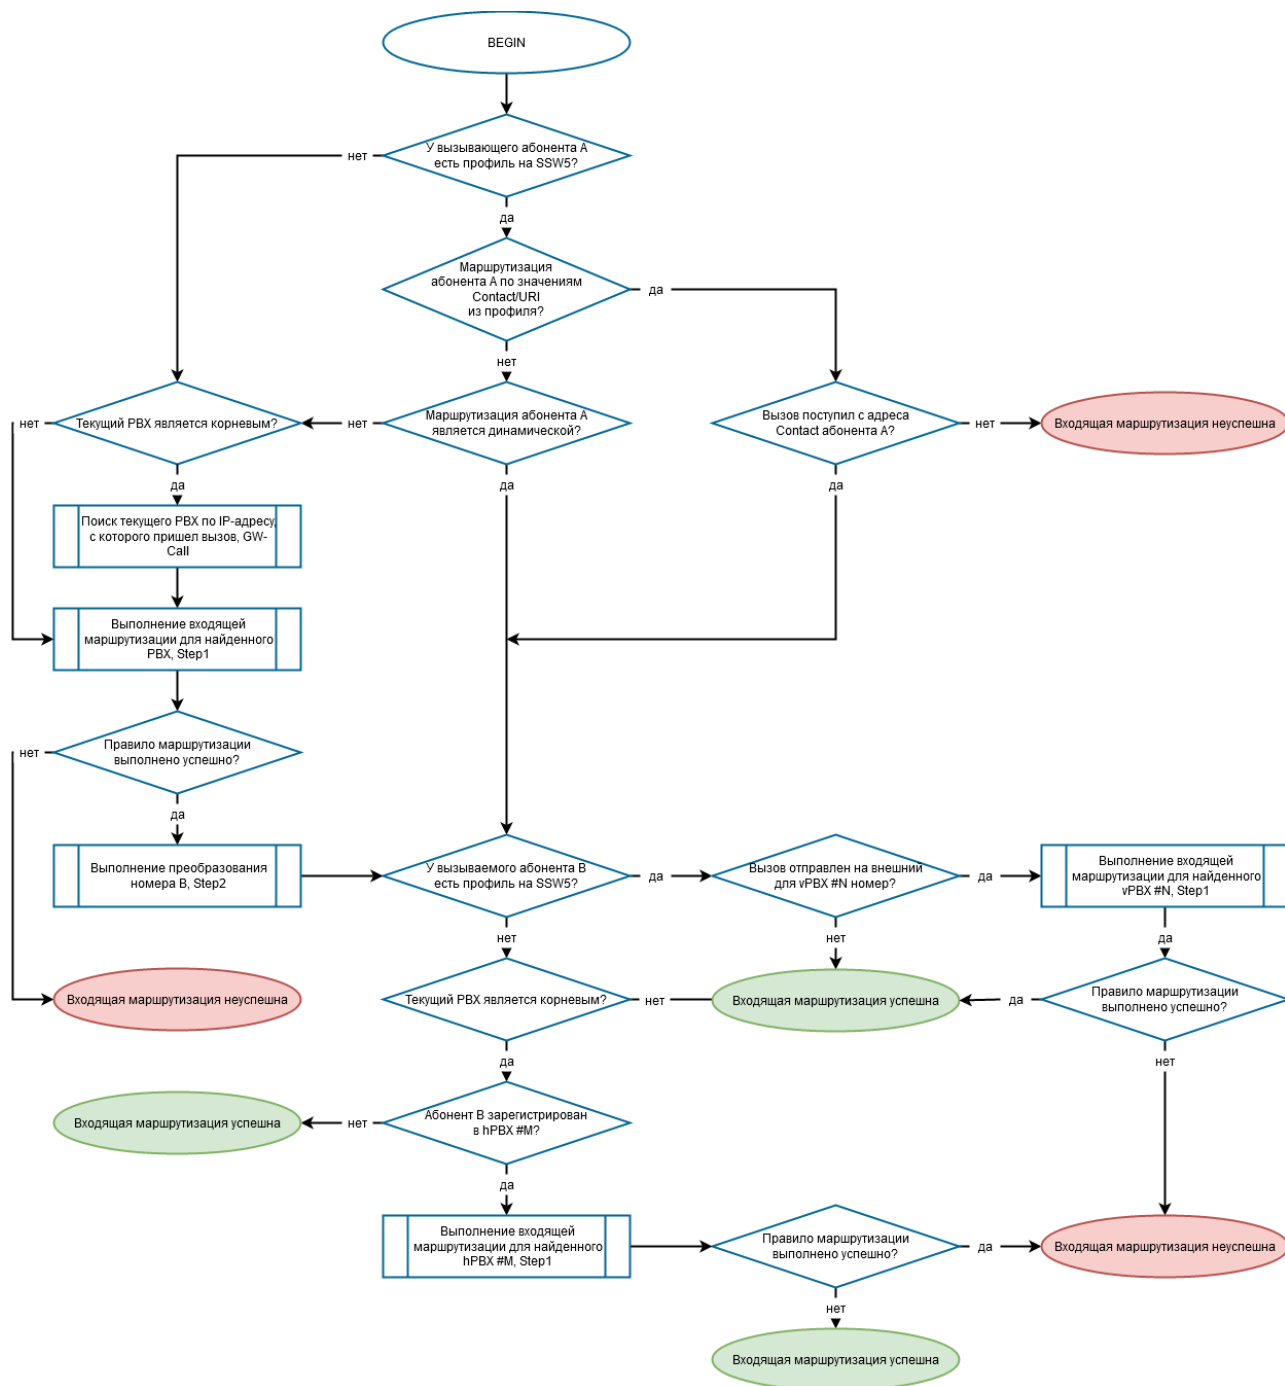 BEGIN
У вызывающего абонента А
есть профиль на SSW5?
нет
да
Маршрутизация
абонента А по значениям
Contact/URI
из профиля?
да
нет
Текущий PBX является корневым?
нет
Маршрутизация абонента А
является динамической?
нет
Вызов поступил с адреса
Contact абонента А?
нет
Входящая маршрутизация неуспешна
да
да
да
Поиск текущего PBX по IP-адресу,
с которого пришел вызов, GW-
Call
Выполнение входящей
маршрутизации для найденного
PBX, Step1
Правило маршрутизации
выполнено успешно?
нет
да
Выполнение преобразования
номера B, Step2
У вызываемого абонента B
есть профиль на SSW5?
да
Вызов отправлен на внешний
для vPBX #N номер?
да
Выполнение входящей
маршрутизации для найденного
vPBX #N, Step1
нет
нет
да
Входящая маршрутизация неуспешна
Текущий PBX является корневым?
нет
Входящая маршрутизация успешна
да
Правило маршрутизации
выполнено успешно?
да
нет
Входящая маршрутизация успешна
нет
Абонент B зарегистрирован
в hPBX #M?
да
Выполнение входящей
маршрутизации для найденного
hPBX #M, Step1
Правило маршрутизации
выполнено успешно?
да
Входящая маршрутизация неуспешна
нет
Входящая маршрутизация успешна